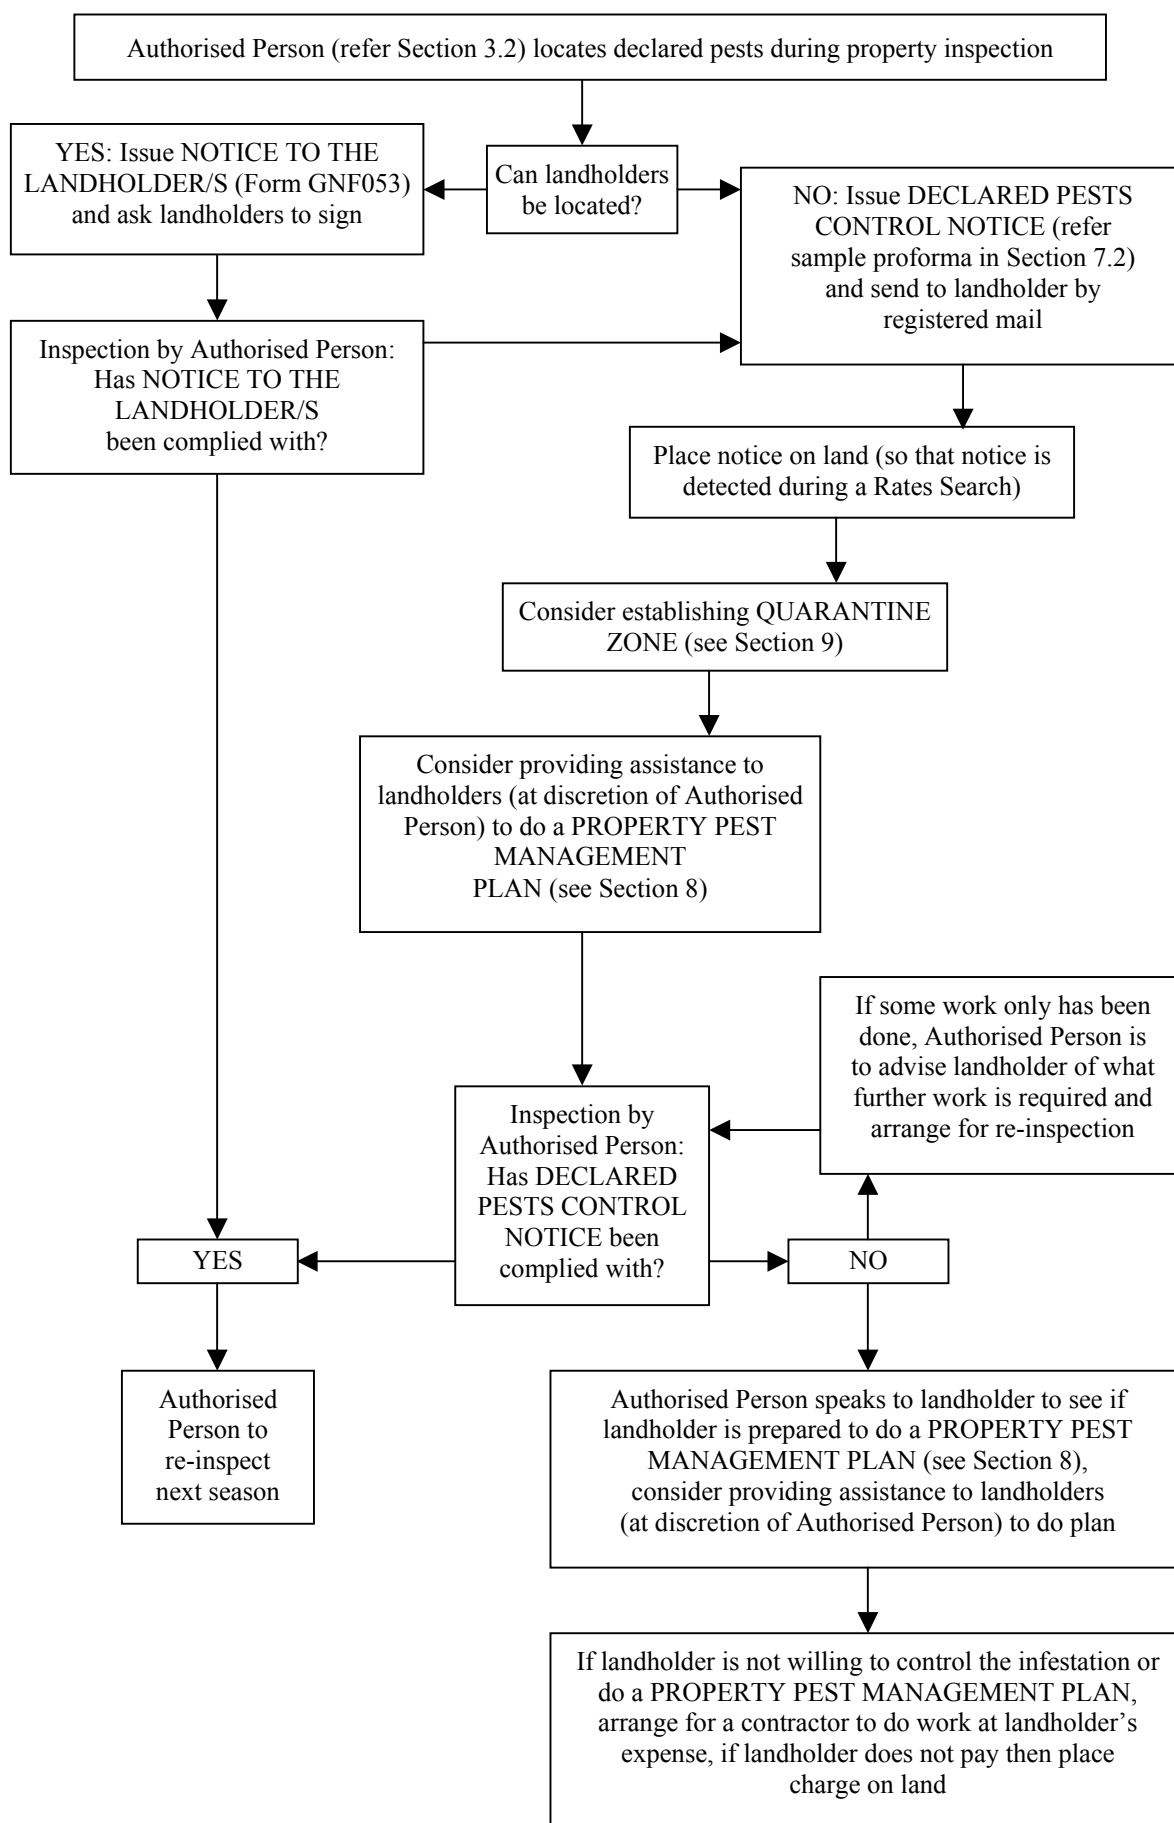 Authorised Person (refer Section 3.2) locates declared pests during property inspection
YES: Issue NOTICE TO THE
LANDHOLDER/S (Form GNF053)
and ask landholders to sign
Can landholders
be located?
NO: Issue DECLARED PESTS
CONTROL NOTICE (refer
sample proforma in Section 7.2)
and send to landholder by
registered mail
Inspection by Authorised Person:
Has NOTICE TO THE
LANDHOLDER/S
been complied with?
Place notice on land (so that notice is
detected during a Rates Search)
Consider establishing QUARANTINE
ZONE (see Section 9)
Consider providing assistance to
landholders (at discretion of Authorised
Person) to do a PROPERTY PEST
MANAGEMENT
PLAN (see Section 8)
If some work only has been
done, Authorised Person is
to advise landholder of what
further work is required and
arrange for re-inspection
Inspection by
Authorised Person:
Has DECLARED
PESTS CONTROL
NOTICE been
complied with?
YES
NO
Authorised
Person to
re-inspect
next season
Authorised Person speaks to landholder to see if
landholder is prepared to do a PROPERTY PEST
MANAGEMENT PLAN (see Section 8),
consider providing assistance to landholders
(at discretion of Authorised Person) to do plan
If landholder is not willing to control the infestation or
do a PROPERTY PEST MANAGEMENT PLAN,
arrange for a contractor to do work at landholder’s
expense, if landholder does not pay then place
charge on land